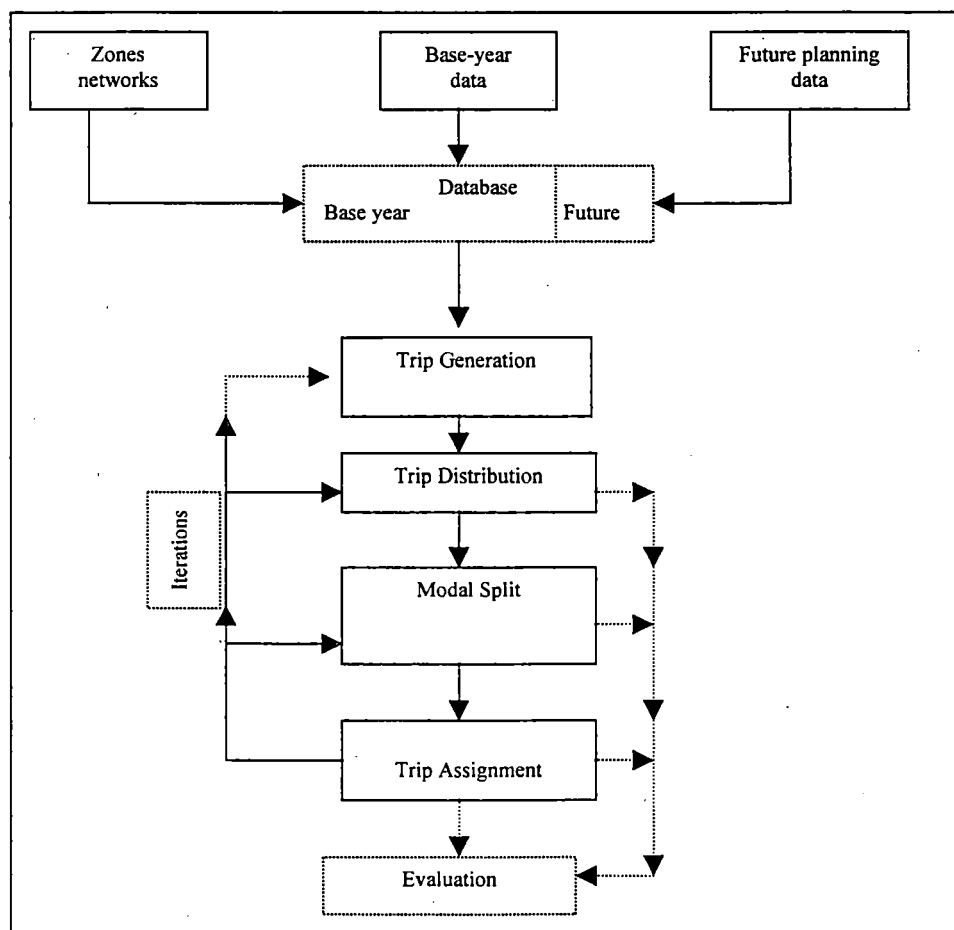 Zones
networks
Base-year
data
Future planning
data
Database
Base year
Future
Trip Generation
Trip Distribution
Iterations
Modal Split
Trip Assignment
Evaluation